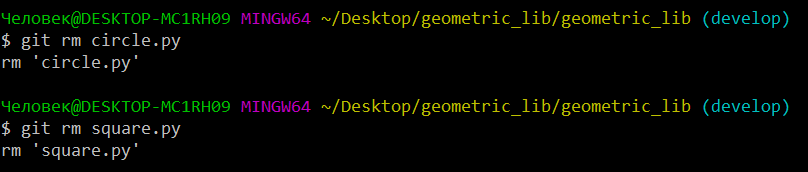 Человек@DESKTOP-MC1RH09 MINGW64 ~/Desktop/geometric_lib/geometric_lib (develop)
$ git rm circle.py
rm 'circle.py'
Человек@DESKTOP-MC1RH09 MINGW64 ~/Desktop/geometric_lib/geometric_lib (develop)
$ git rm square.py
rm 'square.py'